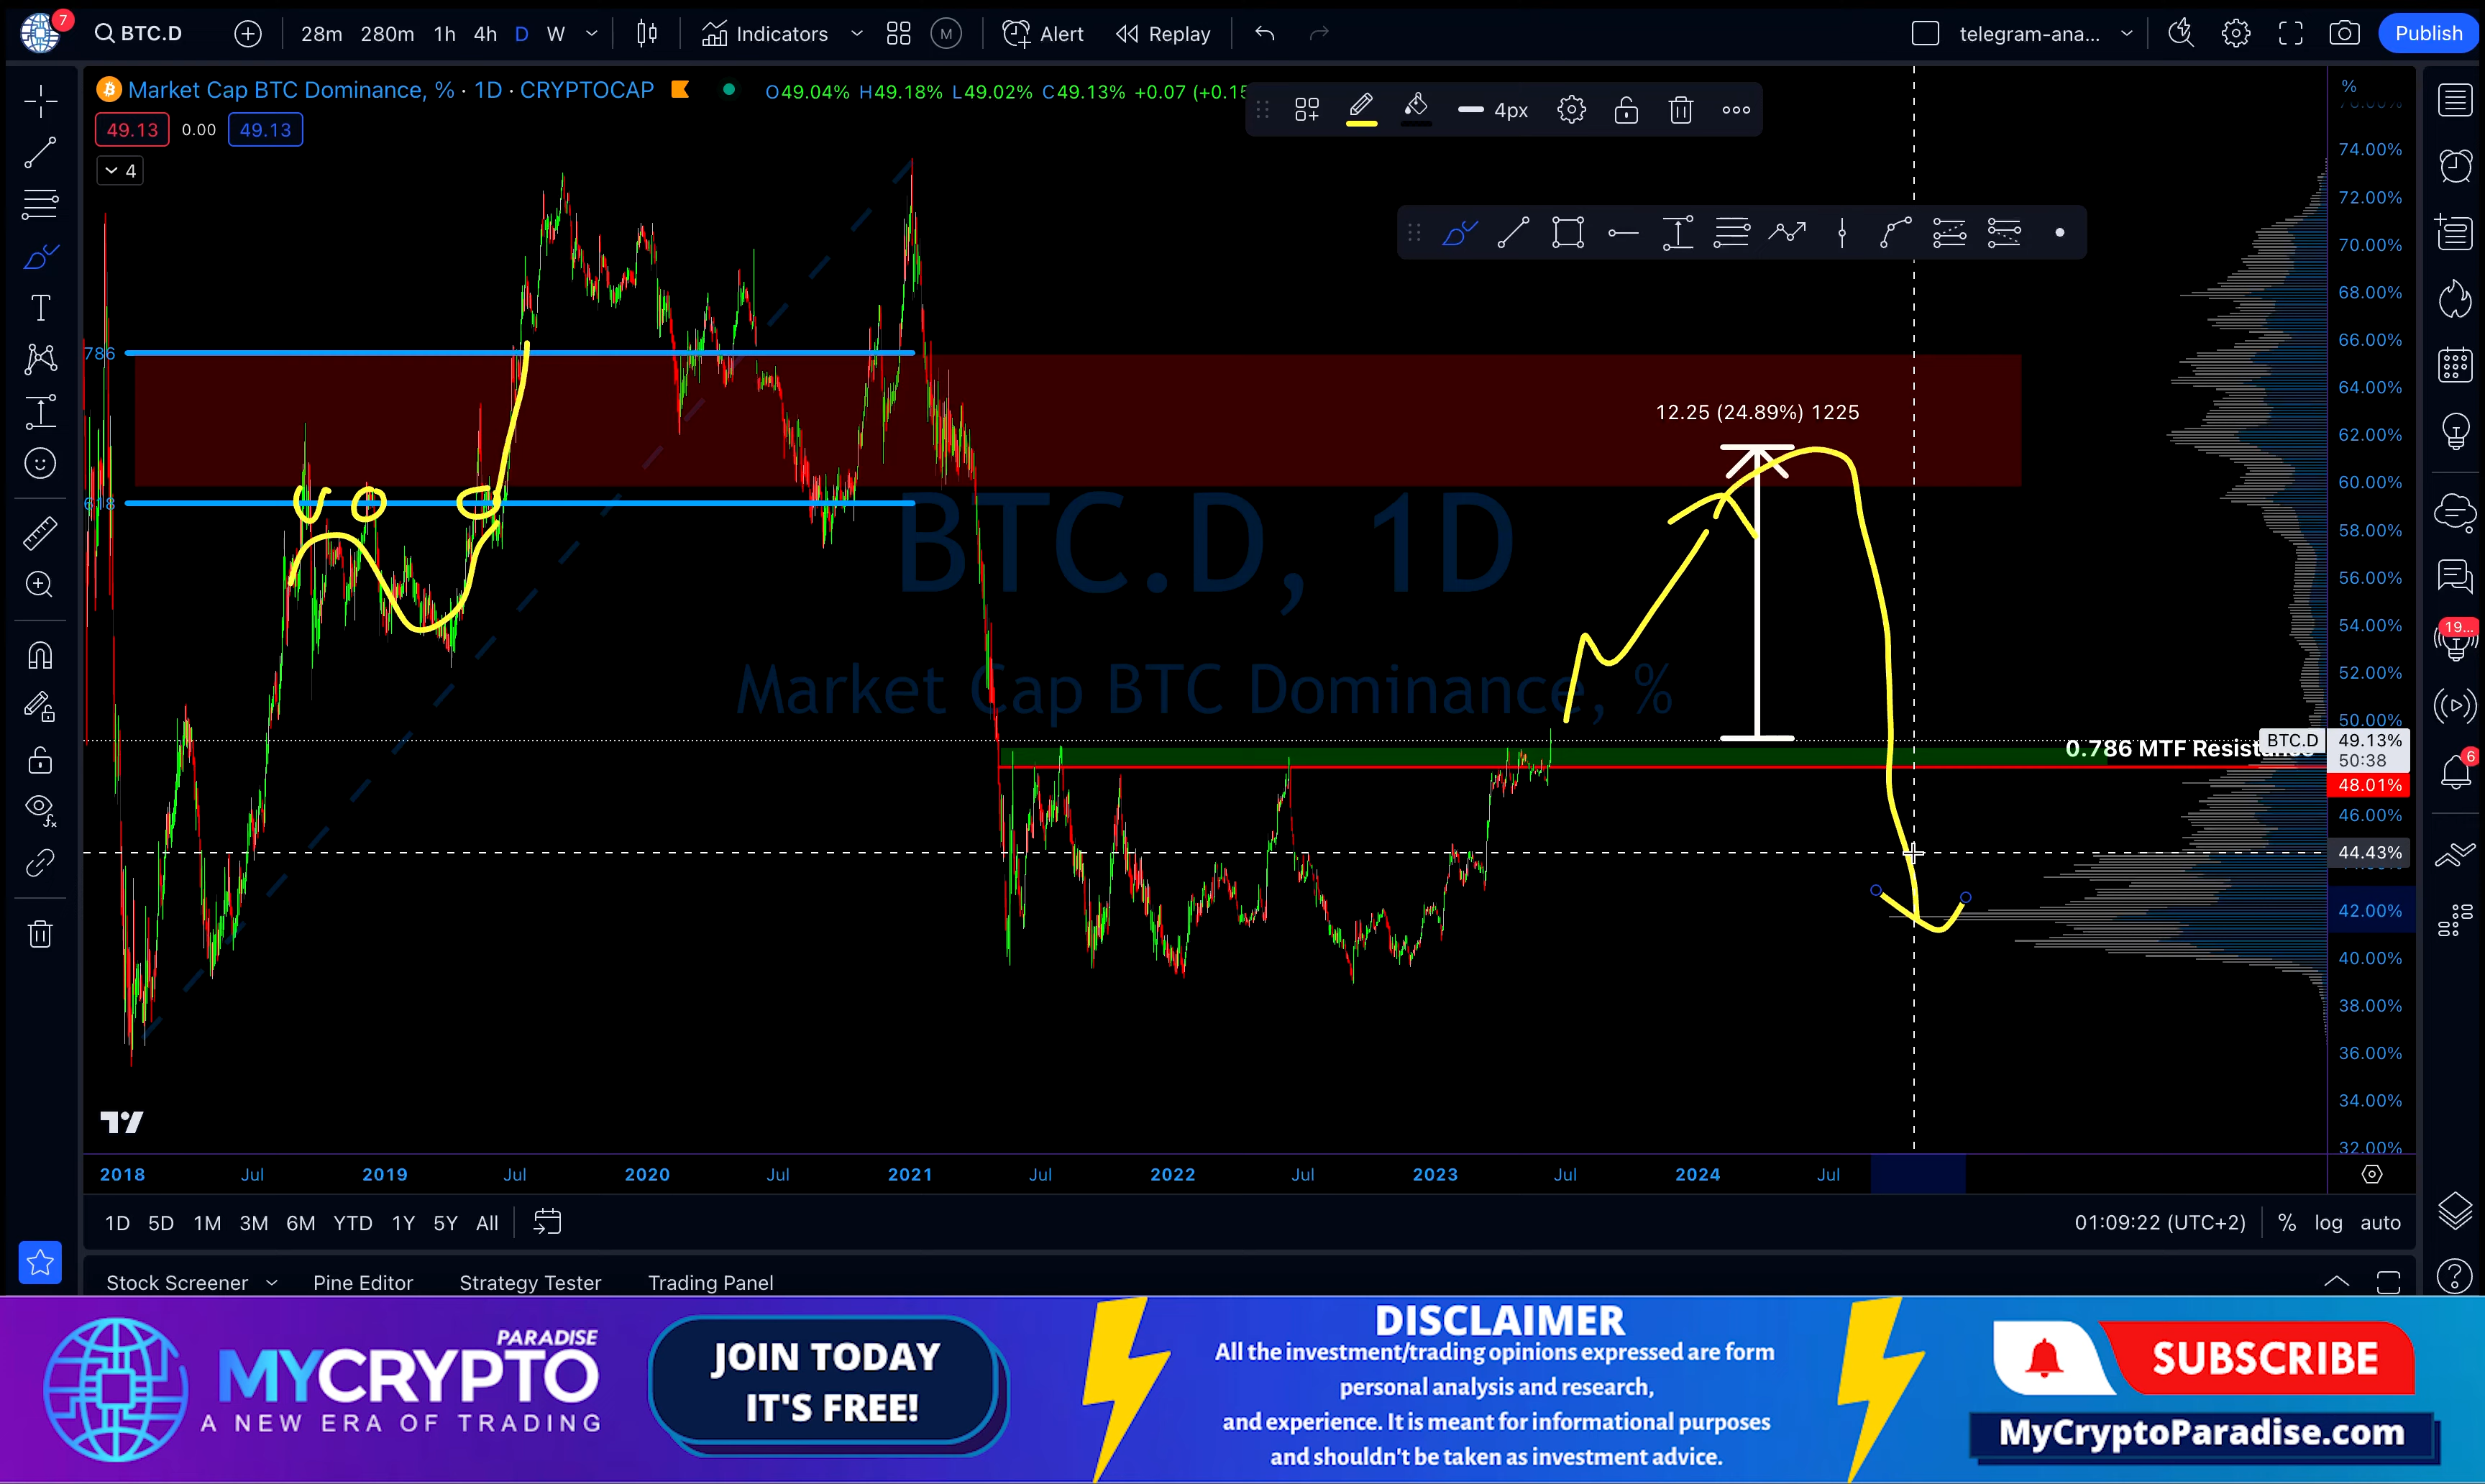 7
BTC.D
28m 280m 1h 4h D W
Indicators
M
Alert
Replay
telegram-ana...
Publish
Market Cap BTC Dominance, % · 1D · CRYPTOCAP
O49.04% H49.18% L49.02% C49.13% +0.07 (+0.15
49.13 0.00 49.13
4
4px
%
74.00%
72.00%
70.00%
68.00%
66.00%
64.00%
62.00%
60.00%
58.00%
56.00%
54.00%
52.00%
50.00%
BTC.D 49.13%
50:38
48.01%
46.00%
44.43%
42.00%
40.00%
38.00%
36.00%
34.00%
32.00%
786
12.25 (24.89%) 1225
BTC.D, 1D
Market Cap BTC Dominance, %
0.786 MTF Resistance
19...
6
2018 Jul 2019 Jul 2020 Jul 2021 Jul 2022 Jul 2023 Jul 2024 Jul
1D 5D 1M 3M 6M YTD 1Y 5Y All
01:09:22 (UTC+2) % log auto
Stock Screener Pine Editor Strategy Tester Trading Panel
PARADISE
MYCRYPTO
A NEW ERA OF TRADING
JOIN TODAY
IT'S FREE!
DISCLAIMER
All the investment/trading opinions expressed are form
personal analysis and research,
and experience. It is meant for informational purposes
and shouldn't be taken as investment advice.
SUBSCRIBE
MyCryptoParadise.com